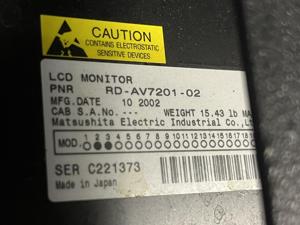 CAUTION
CONTAINS ELECTROSTATIC
SENSITIVE DEVICES
LCD MONITOR
PNR RD-AV7201-02
MFG.DATE 10 2002
CAB S.A.No. --- WEIGHT 15.43 lb MA
Matsushita Electric Industrial Co.,Lt
MOD. 1 2 3 4 5 6 7 8 9 10 11 12 13 14 15 16 17 18
SER C221373
Made in Japan